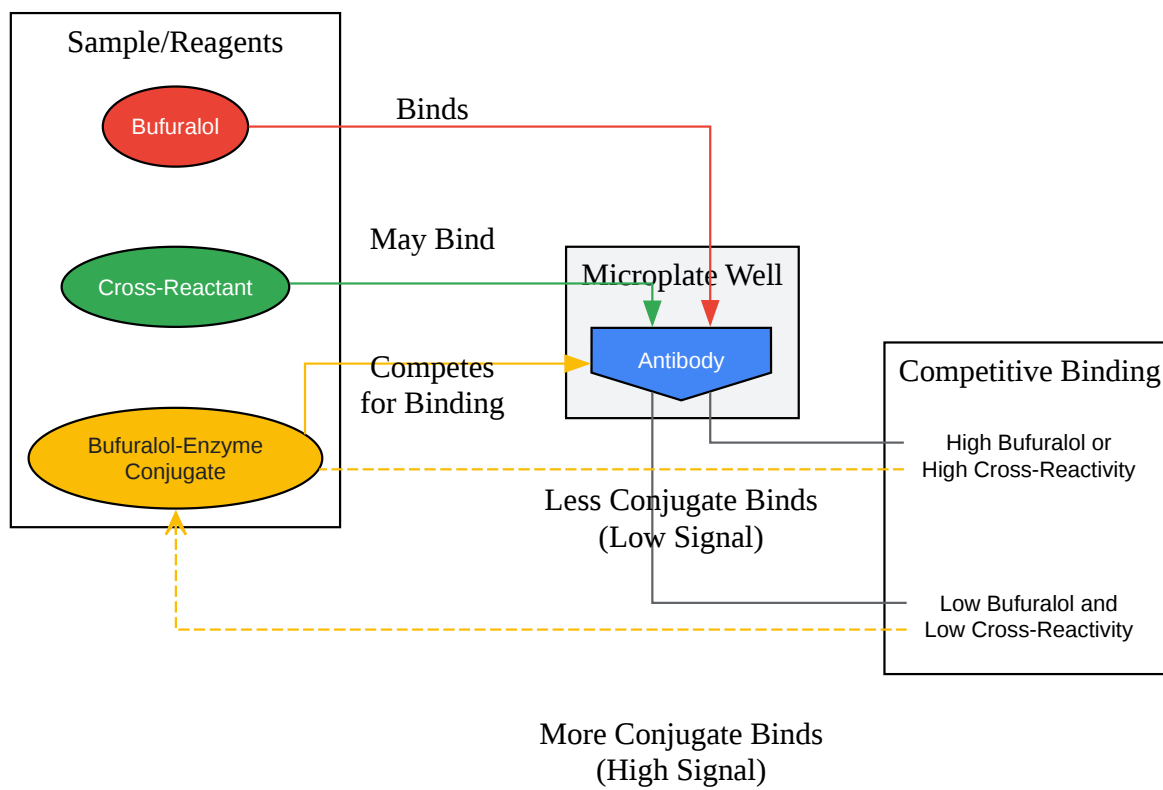 Sample/Reagents
Bufuralol
Binds
Cross-Reactant
May Bind
Microplate Well
Antibody
Competes
for Binding
Bufuralol-Enzyme
Conjugate
Competitive Binding
High Bufuralol or
High Cross-Reactivity
Less Conjugate Binds
(Low Signal)
Low Bufuralol and
Low Cross-Reactivity
More Conjugate Binds
(High Signal)